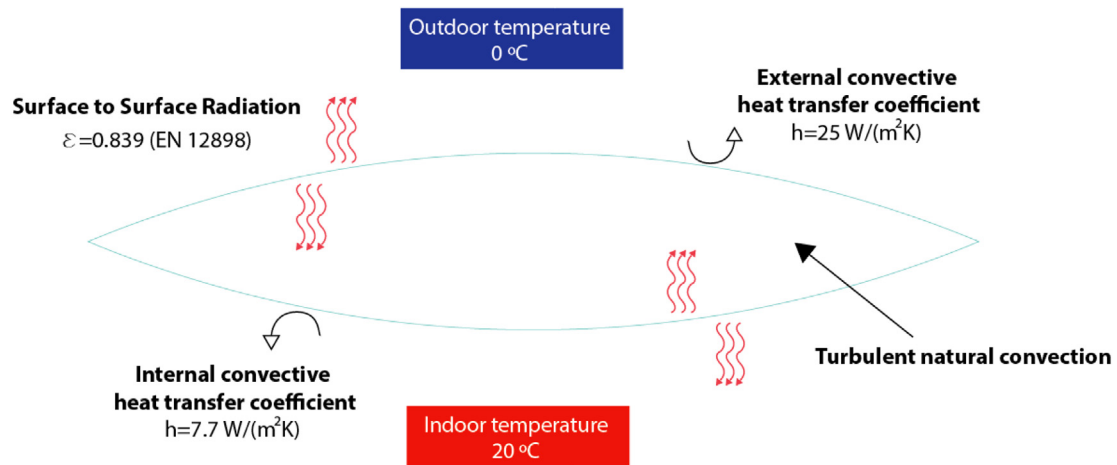 Outdoor temperature
0 ºC
Surface to Surface Radiation
ℰ=0.839 (EN 12898)
External convective
heat transfer coefficient
h=25 W/(m²K)
Turbulent natural convection
Internal convective
heat transfer coefficient
h=7.7 W/(m²K)
Indoor temperature
20 ºC